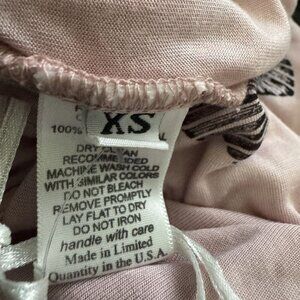 XS
100%
DRY CLEAN
RECOMMENDED
MACHINE WASH COLD
WITH SIMILAR COLORS
DO NOT BLEACH
REMOVE PROMPTLY
LAY FLAT TO DRY
DO NOT IRON
handle with care
Made in Limited
Quantity in the U.S.A.